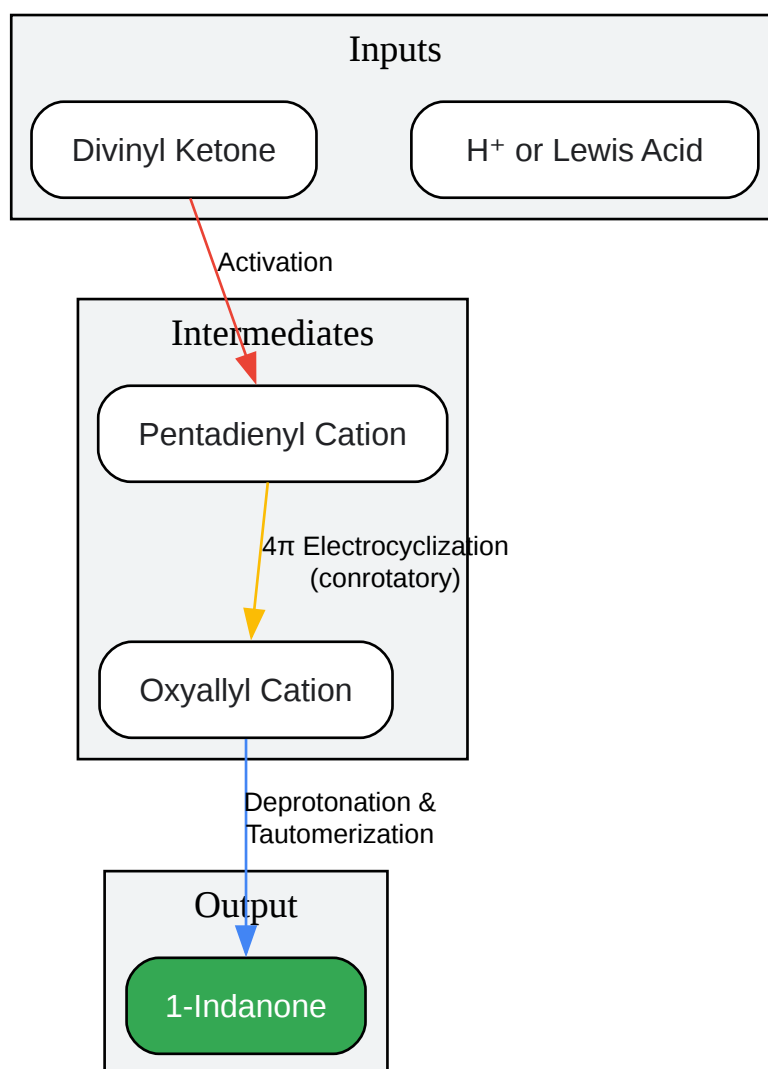 Inputs
Divinyl Ketone
H⁺ or Lewis Acid
Activation
Intermediates
Pentadienyl Cation
4π Electrocyclization
(conrotatory)
Oxyallyl Cation
Deprotonation &
Tautomerization
Output
1-Indanone